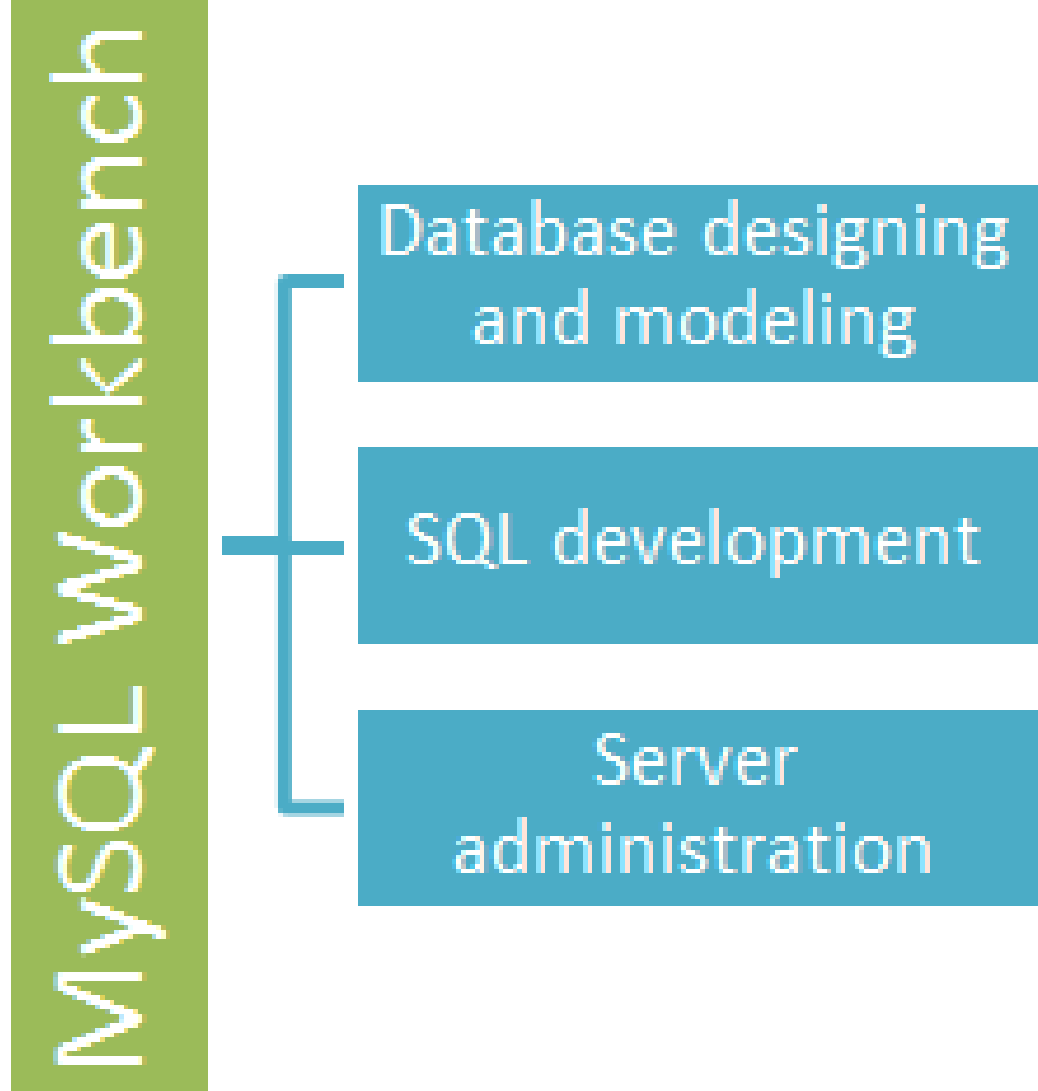 MySQL Workbench
Database designing
and modeling
SQL development
Server
administration